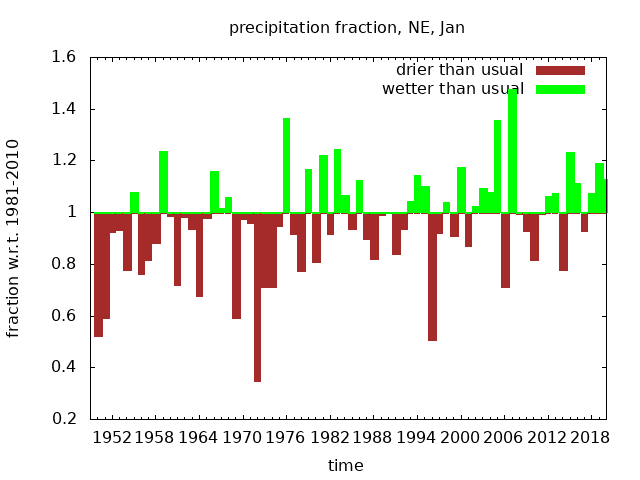 precipitation fraction, NE, Jan
drier than usual
wetter than usual
fraction w.r.t. 1981-2010
1.6
1.4
1.2
1
0.8
0.6
0.4
0.2
1952 1958 1964 1970 1976 1982 1988 1994 2000 2006 2012 2018
time